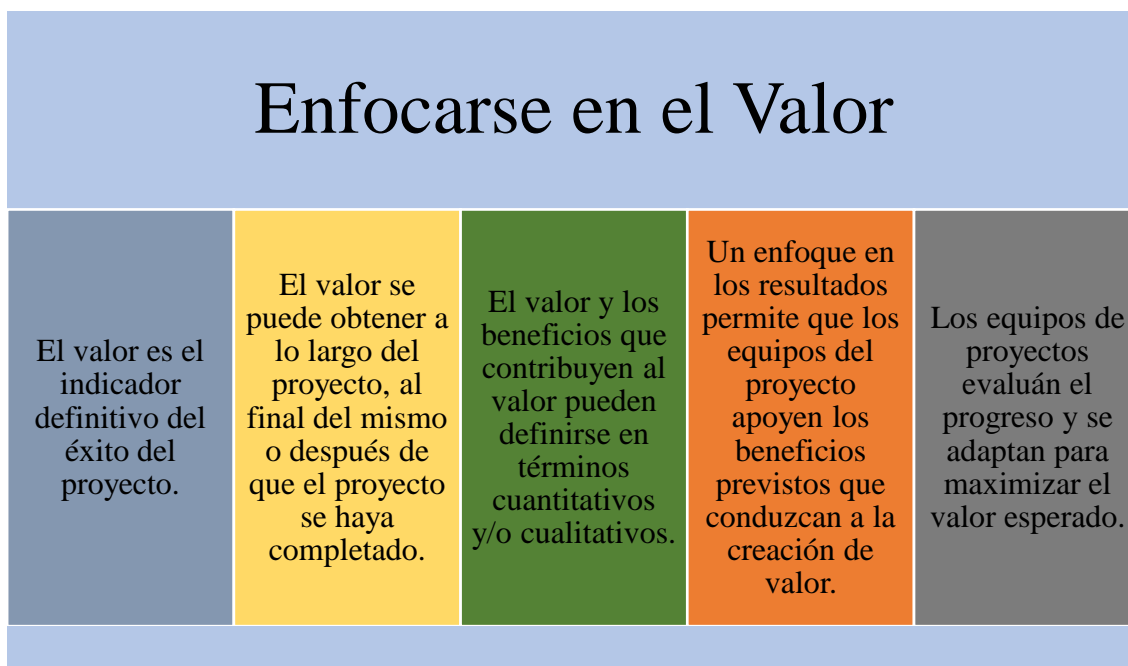 Enfocarse en el Valor
El valor es el
indicador
definitivo del
éxito del
proyecto.
El valor se
puede obtener a
lo largo del
proyecto, al
final del mismo
o después de
que el proyecto
se haya
completado.
El valor y los
beneficios que
contribuyen al
valor pueden
definirse en
términos
cuantitativos
y/o cualitativos.
Un enfoque en
los resultados
permite que los
equipos del
proyecto
apoyen los
beneficios
previstos que
conduzcan a la
creación de
valor.
Los equipos de
proyectos
evaluán el
progreso y se
adaptan para
maximizar el
valor esperado.